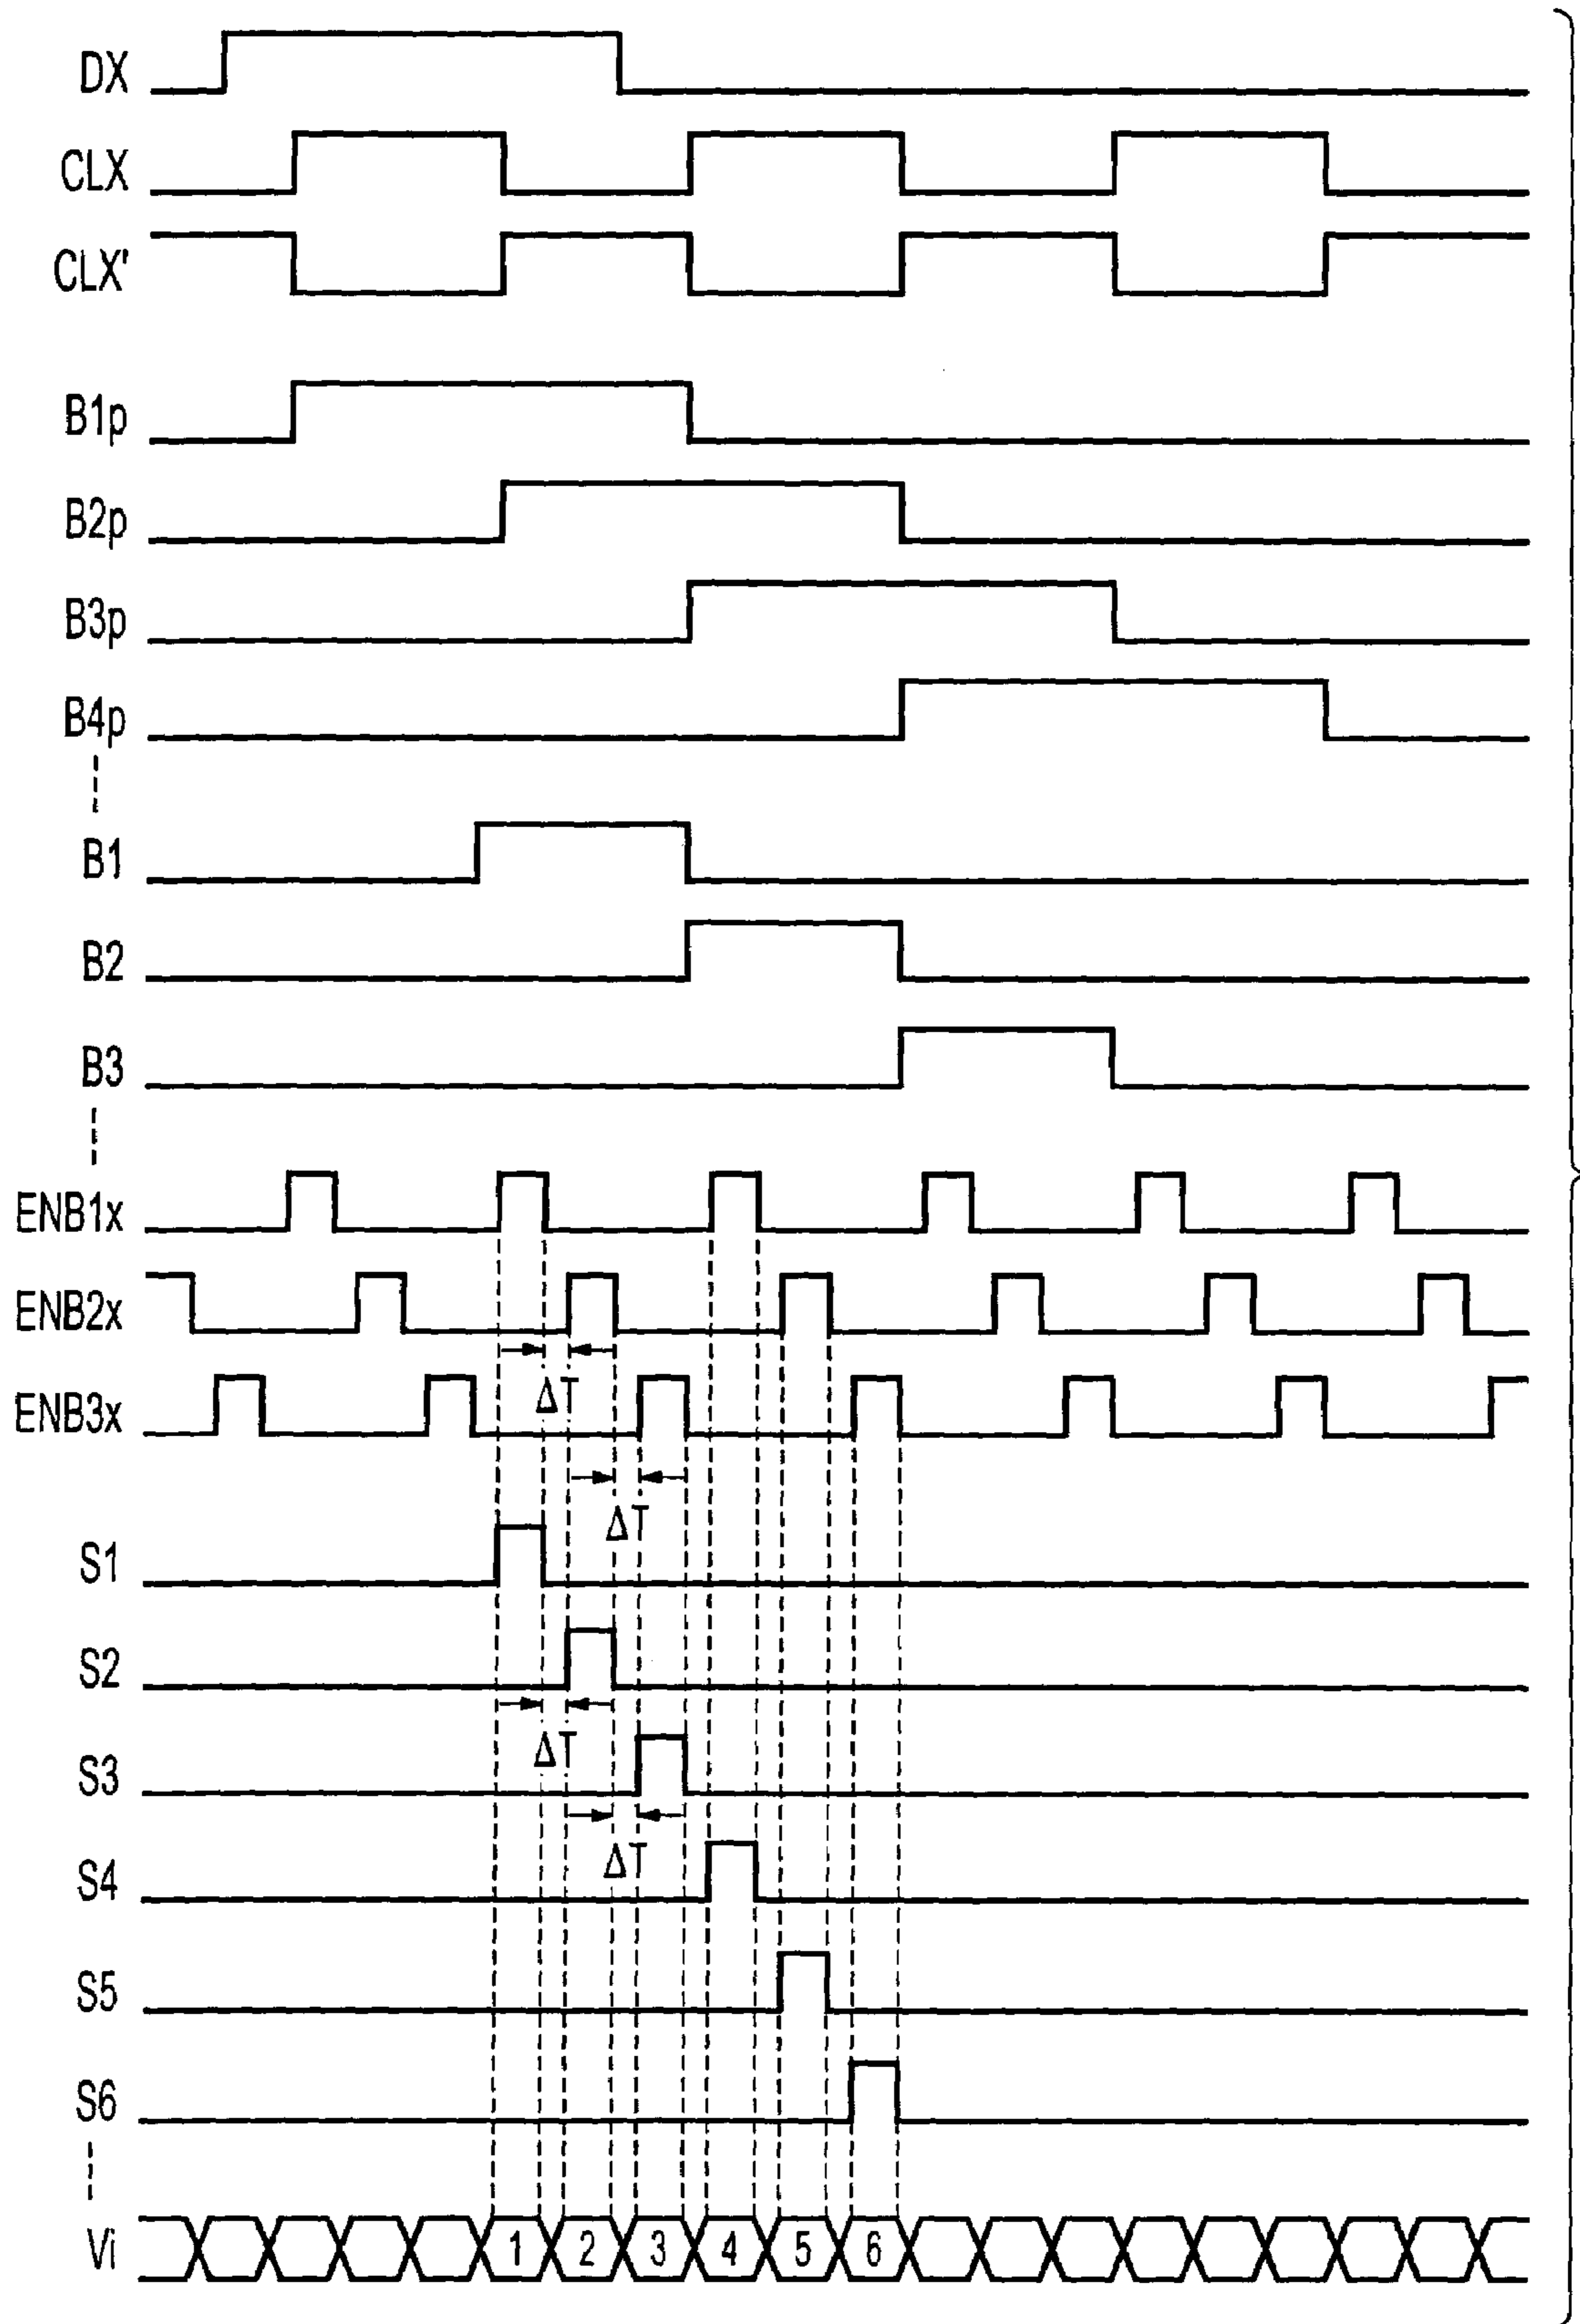 DX
CLX
CLX'
B1p
B2p
B3p
B4p
B1
B2
B3
ENB1x
ENB2x
ΔT
ENB3x
ΔT
S1
S2
ΔT
S3
ΔT
S4
S5
S6
Vi 1 2 3 4 5 6